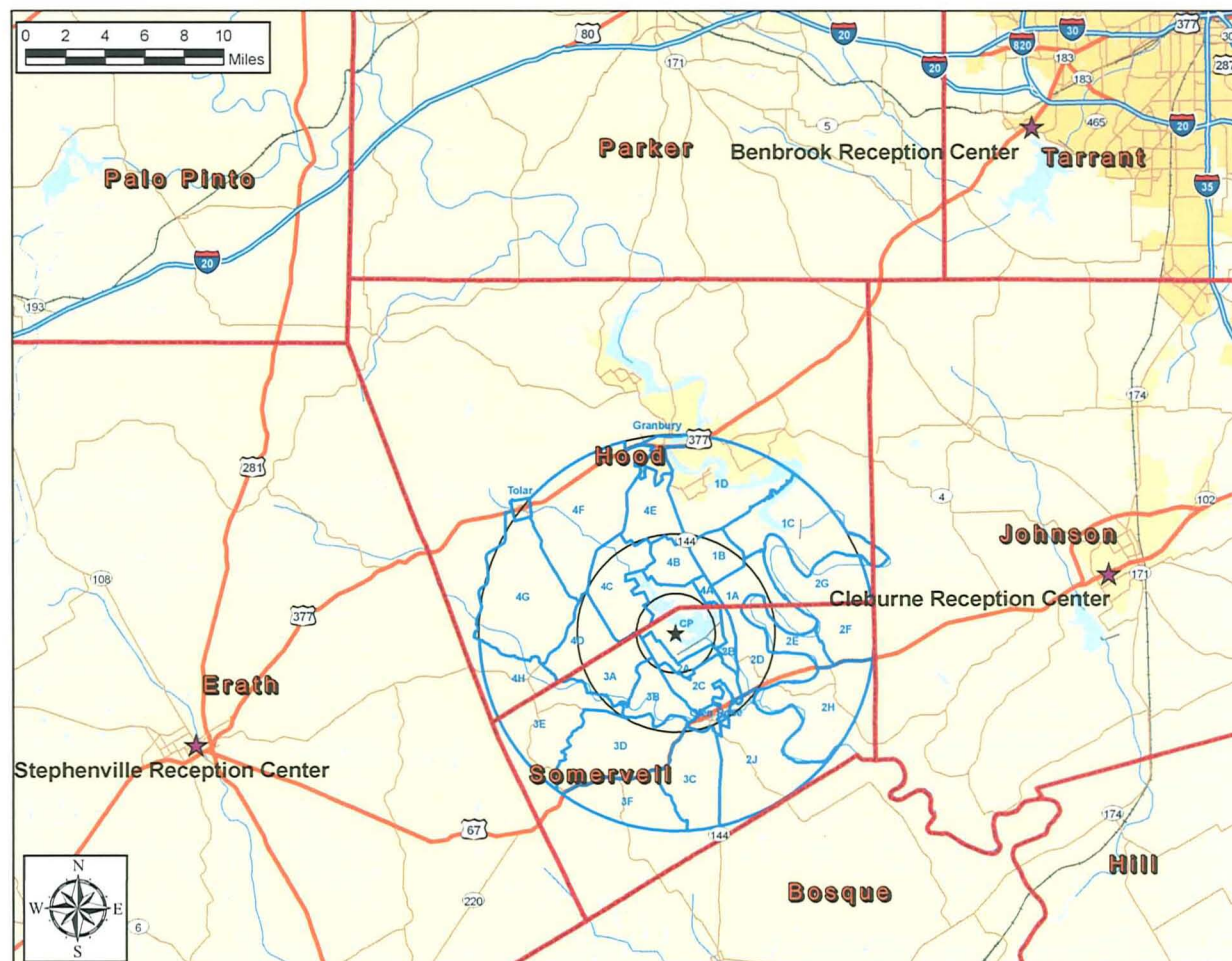 0 2 4 6 8 10
Miles
80
20
30
377
820
183
171
20
183
287
5
465
20
Parker
Benbrook Reception Center
Tarrant
Palo Pinto
35
20
193
174
Granbury
377
Hood
281
Tolar
1D
4
102
4F
4E
1C
Johnson
144
4B
1B
171
108
4C
2G
4G
4A
1A
Cleburne Reception Center
377
CP
2F
4D
2E
2B
2A
2D
Erath
4H
3A
2C
3B
2H
3E
3D
2J
Stephenville Reception Center
Somervell
3C
3F
67
144
174
N
Hill
W E
Bosque
220
6
S